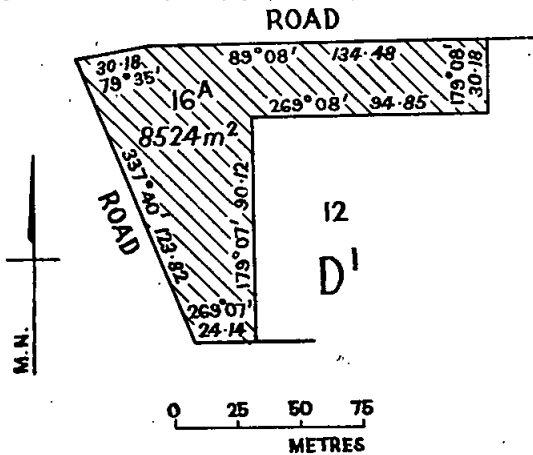 ROAD
30·18
79°35'
89°08' 134·48
179°08'
30·18
16ᴬ
269°08' 94·85
8524m²
337°40' 123·82
ROAD
179°07' 90·12
12
D¹
269°07'
24·14
M.N.
0 25 50 75
METRES